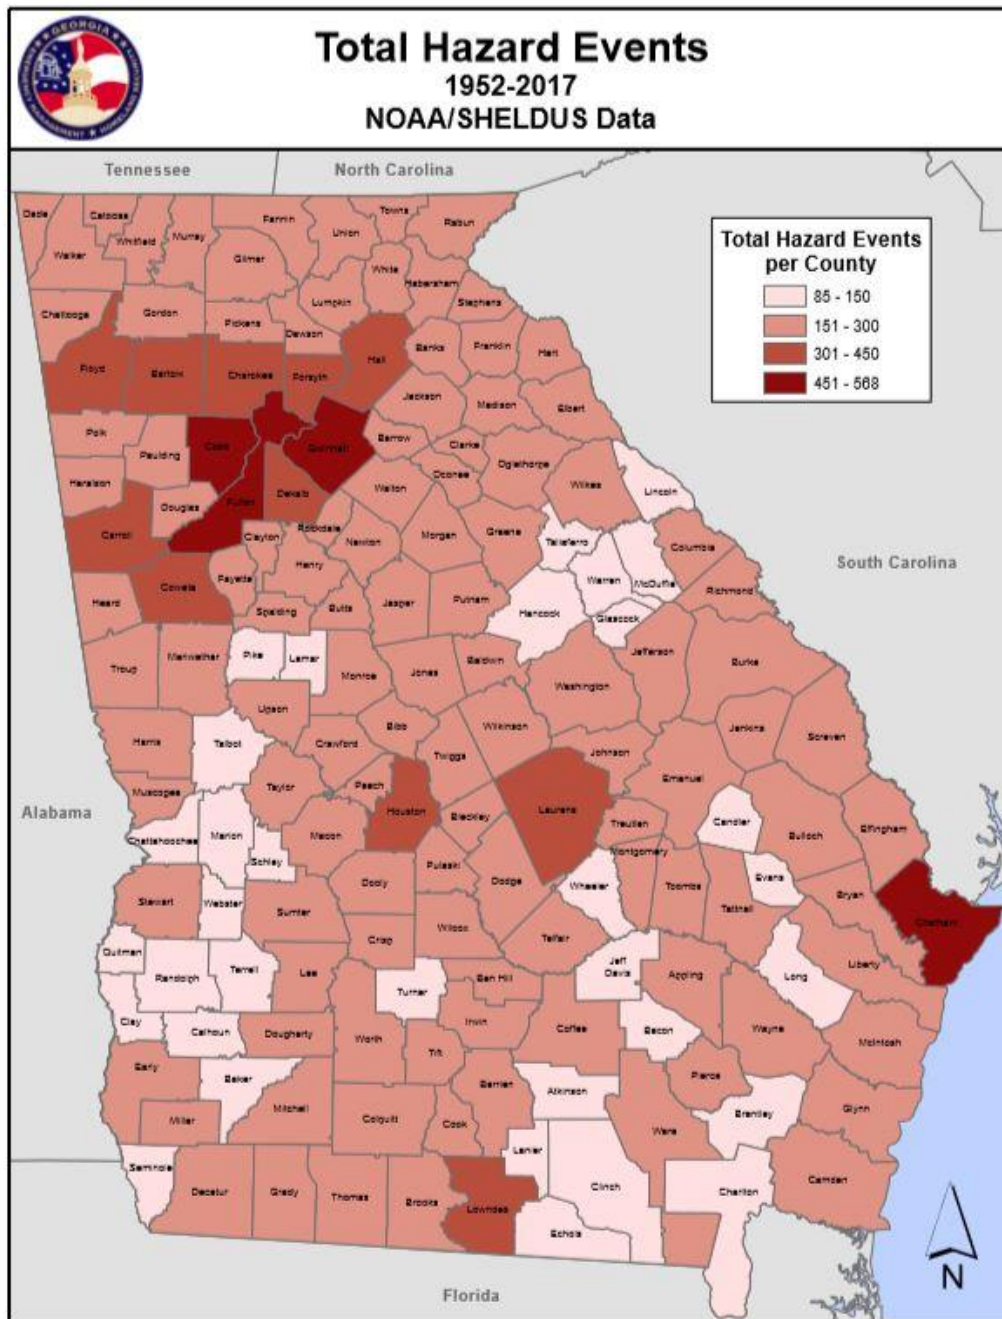 Total Hazard Events
1952-2017
NOAA/SHELDUS Data
Tennessee
North Carolina
Total Hazard Events
per County
85 - 150
151 - 300
301 - 450
451 - 568
Dade
Catoosa
Fannin
Towns
Rabun
Union
Whitfield
Murray
Walker
Gilmer
White
Habersham
Lumpkin
Stephens
Chattooga
Gordon
Pickens
Dawson
Hall
Banks
Franklin
Hart
Floyd
Bartow
Cherokee
Forsyth
Jackson
Madison
Elbert
Polk
Cobb
Gwinnett
Barrow
Clarke
Paulding
Oconee
Oglethorpe
Haralson
Fulton
Dekalb
Walton
Wilkes
Lincoln
Douglas
Carroll
Clayton
Rockdale
Newton
Morgan
Greene
Taliaferro
Columbia
South Carolina
Henry
Fayette
Warren
McDuffie
Coweta
Heard
Spalding
Butts
Jasper
Putnam
Hancock
Glascock
Richmond
Troup
Meriwether
Pike
Lamar
Monroe
Jones
Baldwin
Jefferson
Burke
Washington
Upson
Bibb
Wilkinson
Jenkins
Screven
Harris
Talbot
Crawford
Twiggs
Johnson
Emanuel
Muscogee
Taylor
Peach
Alabama
Houston
Bleckley
Laurens
Treutlen
Candler
Bulloch
Effingham
Chattahoochee
Marion
Macon
Schley
Pulaski
Montgomery
Dooly
Dodge
Wheeler
Toombs
Evans
Bryan
Stewart
Webster
Sumter
Tattnall
Chatham
Crisp
Wilcox
Telfair
Quitman
Randolph
Terrell
Lee
Turner
Ben Hill
Jeff
Davis
Appling
Long
Liberty
Clay
Calhoun
Dougherty
Worth
Tift
Irwin
Coffee
Bacon
Wayne
McIntosh
Early
Baker
Berrien
Atkinson
Pierce
Miller
Mitchell
Colquitt
Cook
Ware
Brantley
Glynn
Seminole
Decatur
Grady
Thomas
Brooks
Lowndes
Lanier
Clinch
Charlton
Camden
Echols
Florida
N